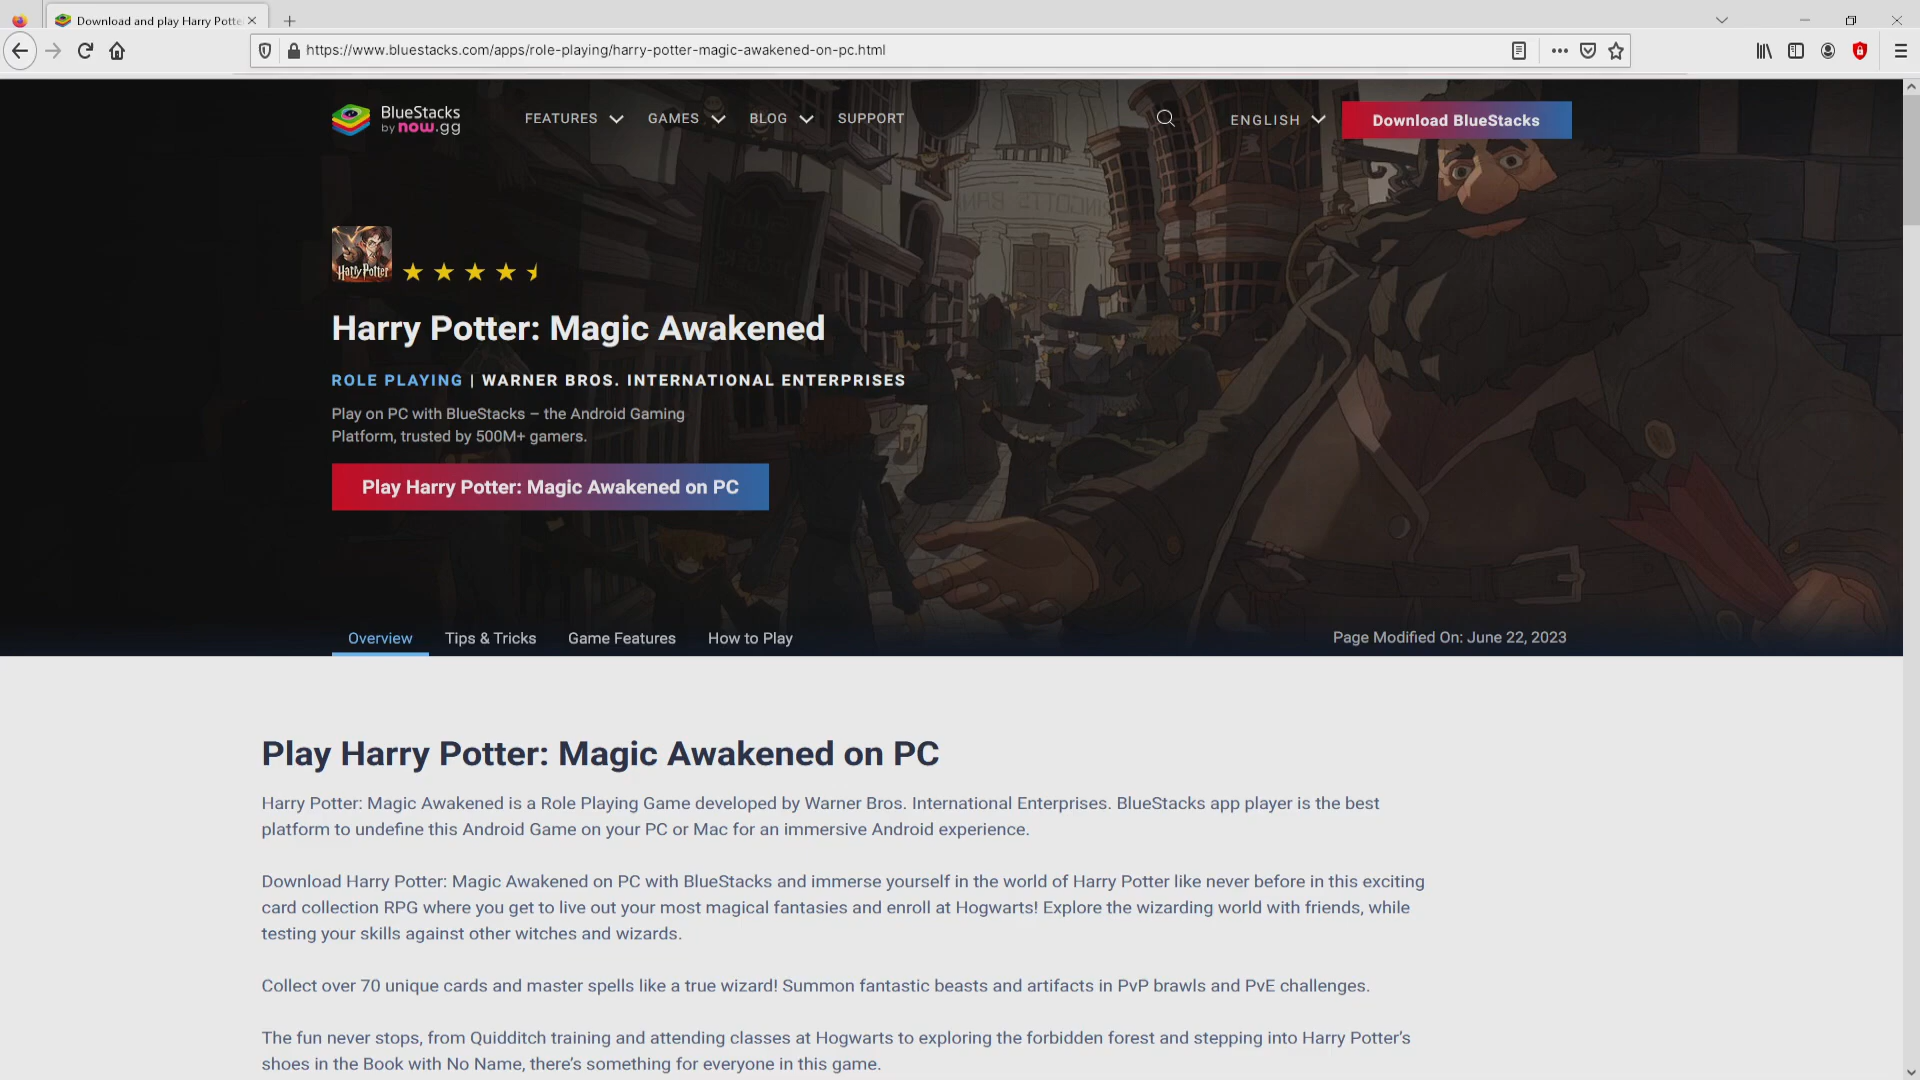 Download and play Harry Potte
https://www.bluestacks.com/apps/role-playing/harry-potter-magic-awakened-on-pc.html
BlueStacks
by now.gg
FEATURES
GAMES
BLOG
SUPPORT
ENGLISH
Download BlueStacks
GRINGOTTS BANK
Harry Potter
Harry Potter: Magic Awakened
ROLE PLAYING | WARNER BROS. INTERNATIONAL ENTERPRISES
Play on PC with BlueStacks – the Android Gaming
Platform, trusted by 500M+ gamers.
Play Harry Potter: Magic Awakened on PC
Overview
Tips & Tricks
Game Features
How to Play
Page Modified On: June 22, 2023
Play Harry Potter: Magic Awakened on PC
Harry Potter: Magic Awakened is a Role Playing Game developed by Warner Bros. International Enterprises. BlueStacks app player is the best
platform to undefine this Android Game on your PC or Mac for an immersive Android experience.
Download Harry Potter: Magic Awakened on PC with BlueStacks and immerse yourself in the world of Harry Potter like never before in this exciting
card collection RPG where you get to live out your most magical fantasies and enroll at Hogwarts! Explore the wizarding world with friends, while
testing your skills against other witches and wizards.
Collect over 70 unique cards and master spells like a true wizard! Summon fantastic beasts and artifacts in PvP brawls and PvE challenges.
The fun never stops, from Quidditch training and attending classes at Hogwarts to exploring the forbidden forest and stepping into Harry Potter’s
shoes in the Book with No Name, there’s something for everyone in this game.